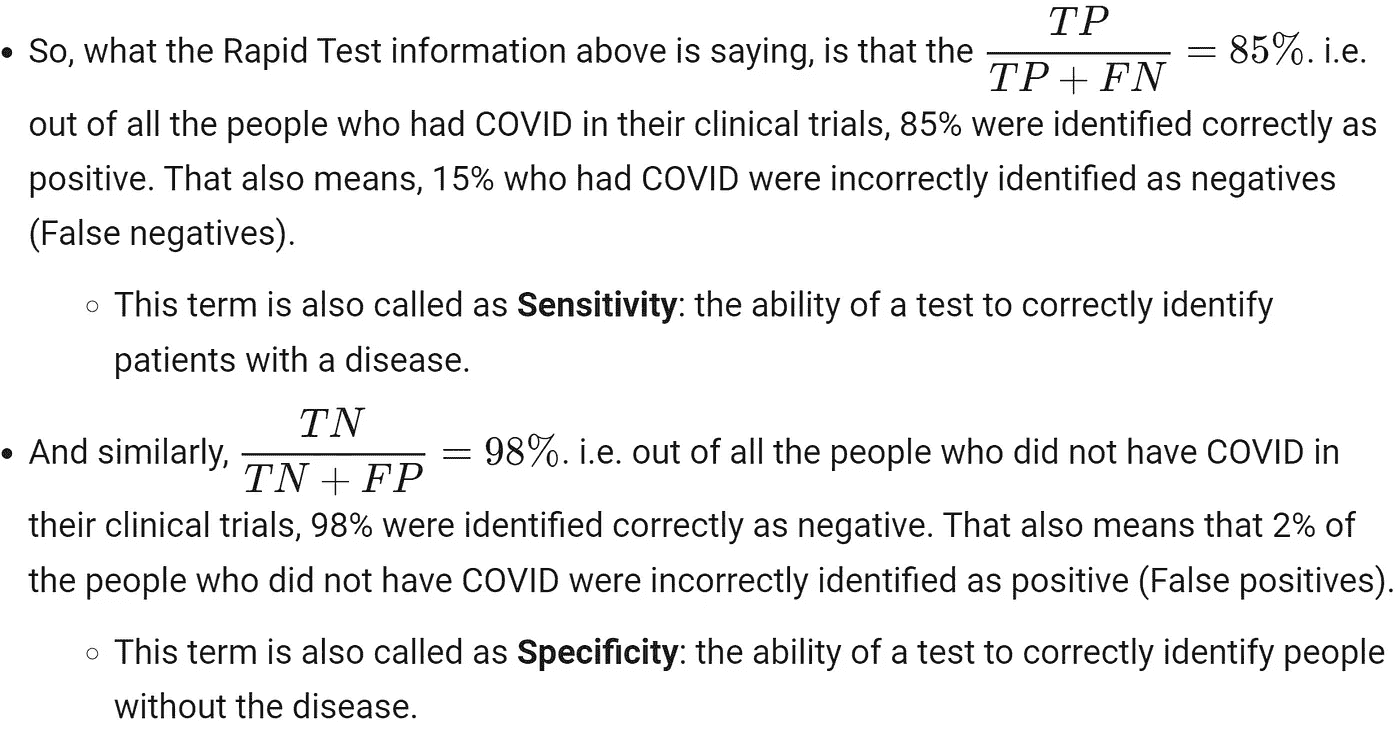 • So, what the Rapid Test information above is saying, is that the $\frac{TP}{TP + FN} = 85\%$. i.e.
out of all the people who had COVID in their clinical trials, 85% were identified correctly as
positive. That also means, 15% who had COVID were incorrectly identified as negatives
(False negatives).
◦ This term is also called as Sensitivity: the ability of a test to correctly identify
patients with a disease.
• And similarly, $\frac{TN}{TN + FP} = 98\%$. i.e. out of all the people who did not have COVID in
their clinical trials, 98% were identified correctly as negative. That also means that 2% of
the people who did not have COVID were incorrectly identified as positive (False positives).
◦ This term is also called as Specificity: the ability of a test to correctly identify people
without the disease.